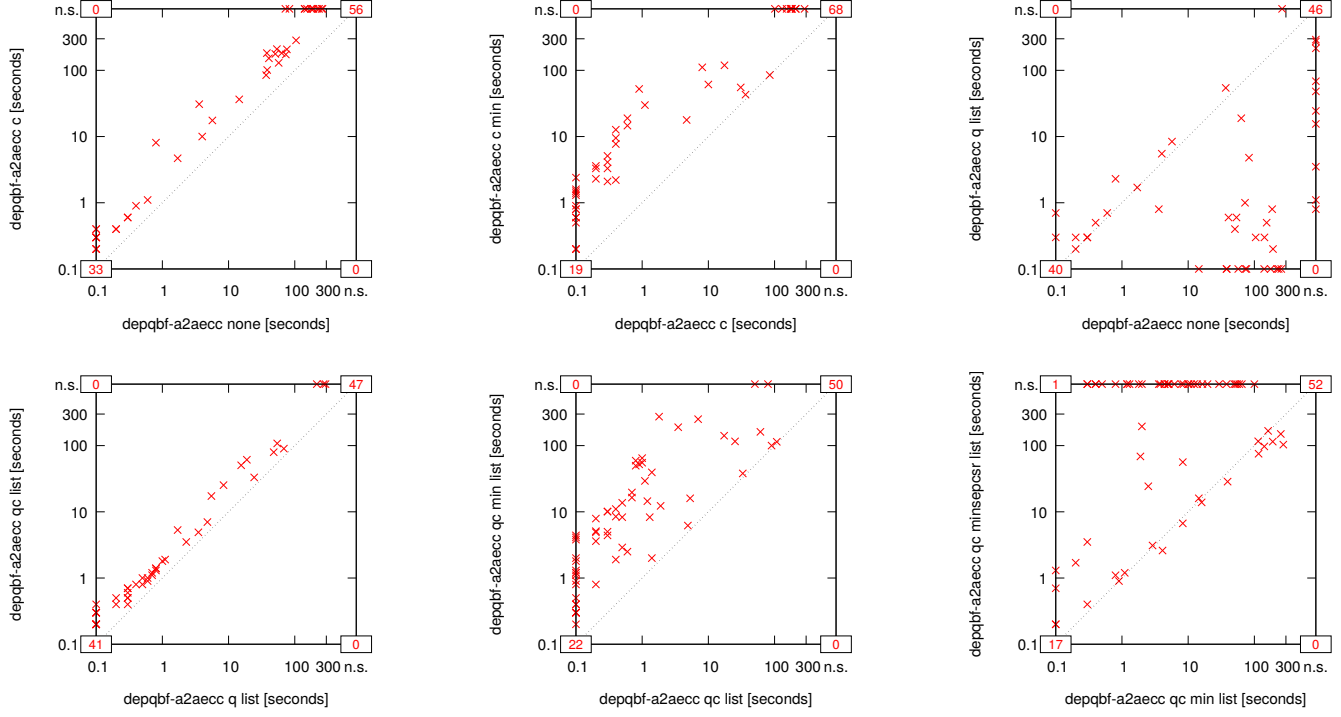 n.s. 0 56
300
100
10
1
0.1 33 0
0.1 1 10 100 300 n.s.
depqbf-a2aecc c [seconds]
depqbf-a2aecc none [seconds]
n.s. 0 68
300
100
10
1
0.1 19 0
0.1 1 10 100 300 n.s.
depqbf-a2aecc c min [seconds]
depqbf-a2aecc c [seconds]
n.s. 0 46
300
100
10
1
0.1 40 0
0.1 1 10 100 300 n.s.
depqbf-a2aecc q list [seconds]
depqbf-a2aecc none [seconds]
n.s. 0 47
300
100
10
1
0.1 41 0
0.1 1 10 100 300 n.s.
depqbf-a2aecc qc list [seconds]
depqbf-a2aecc q list [seconds]
n.s. 0 50
300
100
10
1
0.1 22 0
0.1 1 10 100 300 n.s.
depqbf-a2aecc qc min list [seconds]
depqbf-a2aecc qc list [seconds]
n.s. 1 52
300
100
10
1
0.1 17 0
0.1 1 10 100 300 n.s.
depqbf-a2aecc qc minsepcsr list [seconds]
depqbf-a2aecc qc min list [seconds]